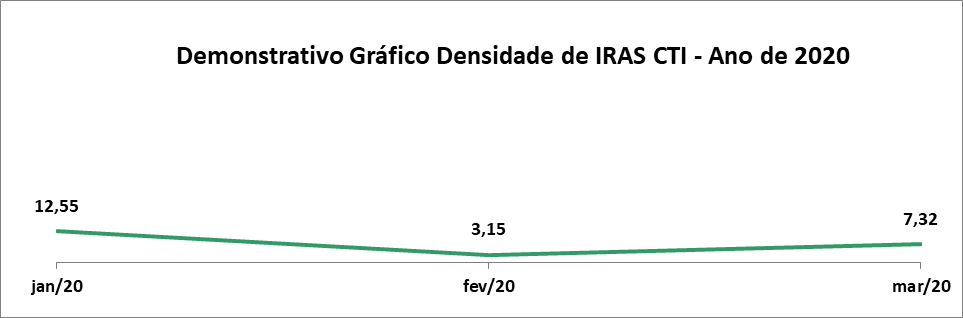 Demonstrativo Gráfico Densidade de IRAS CTI - Ano de 2020
12,55
3,15
7,32
jan/20
fev/20
mar/20